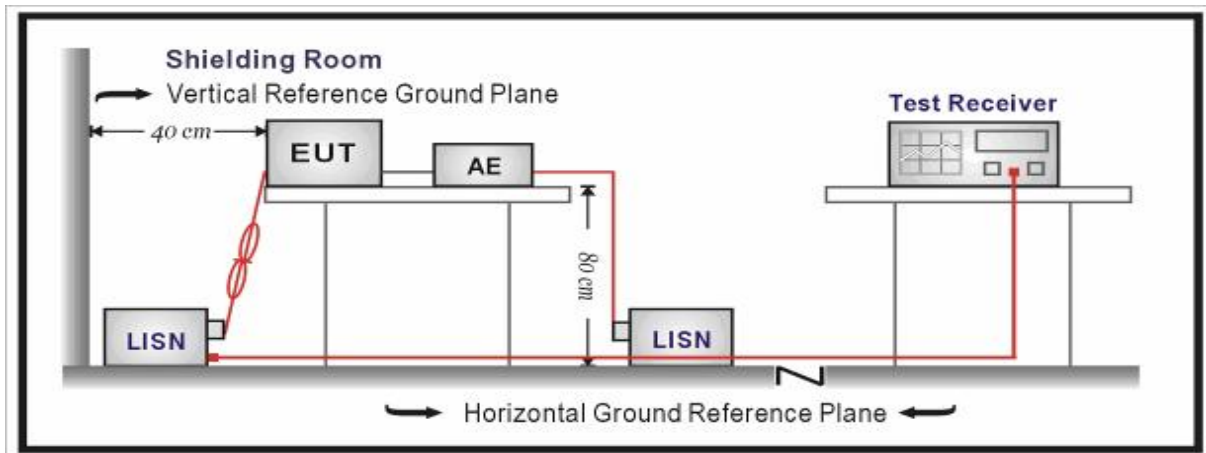 Shielding Room
Vertical Reference Ground Plane
40 cm
EUT
AE
Test Receiver
80 cm
LISN
LISN
Horizontal Ground Reference Plane